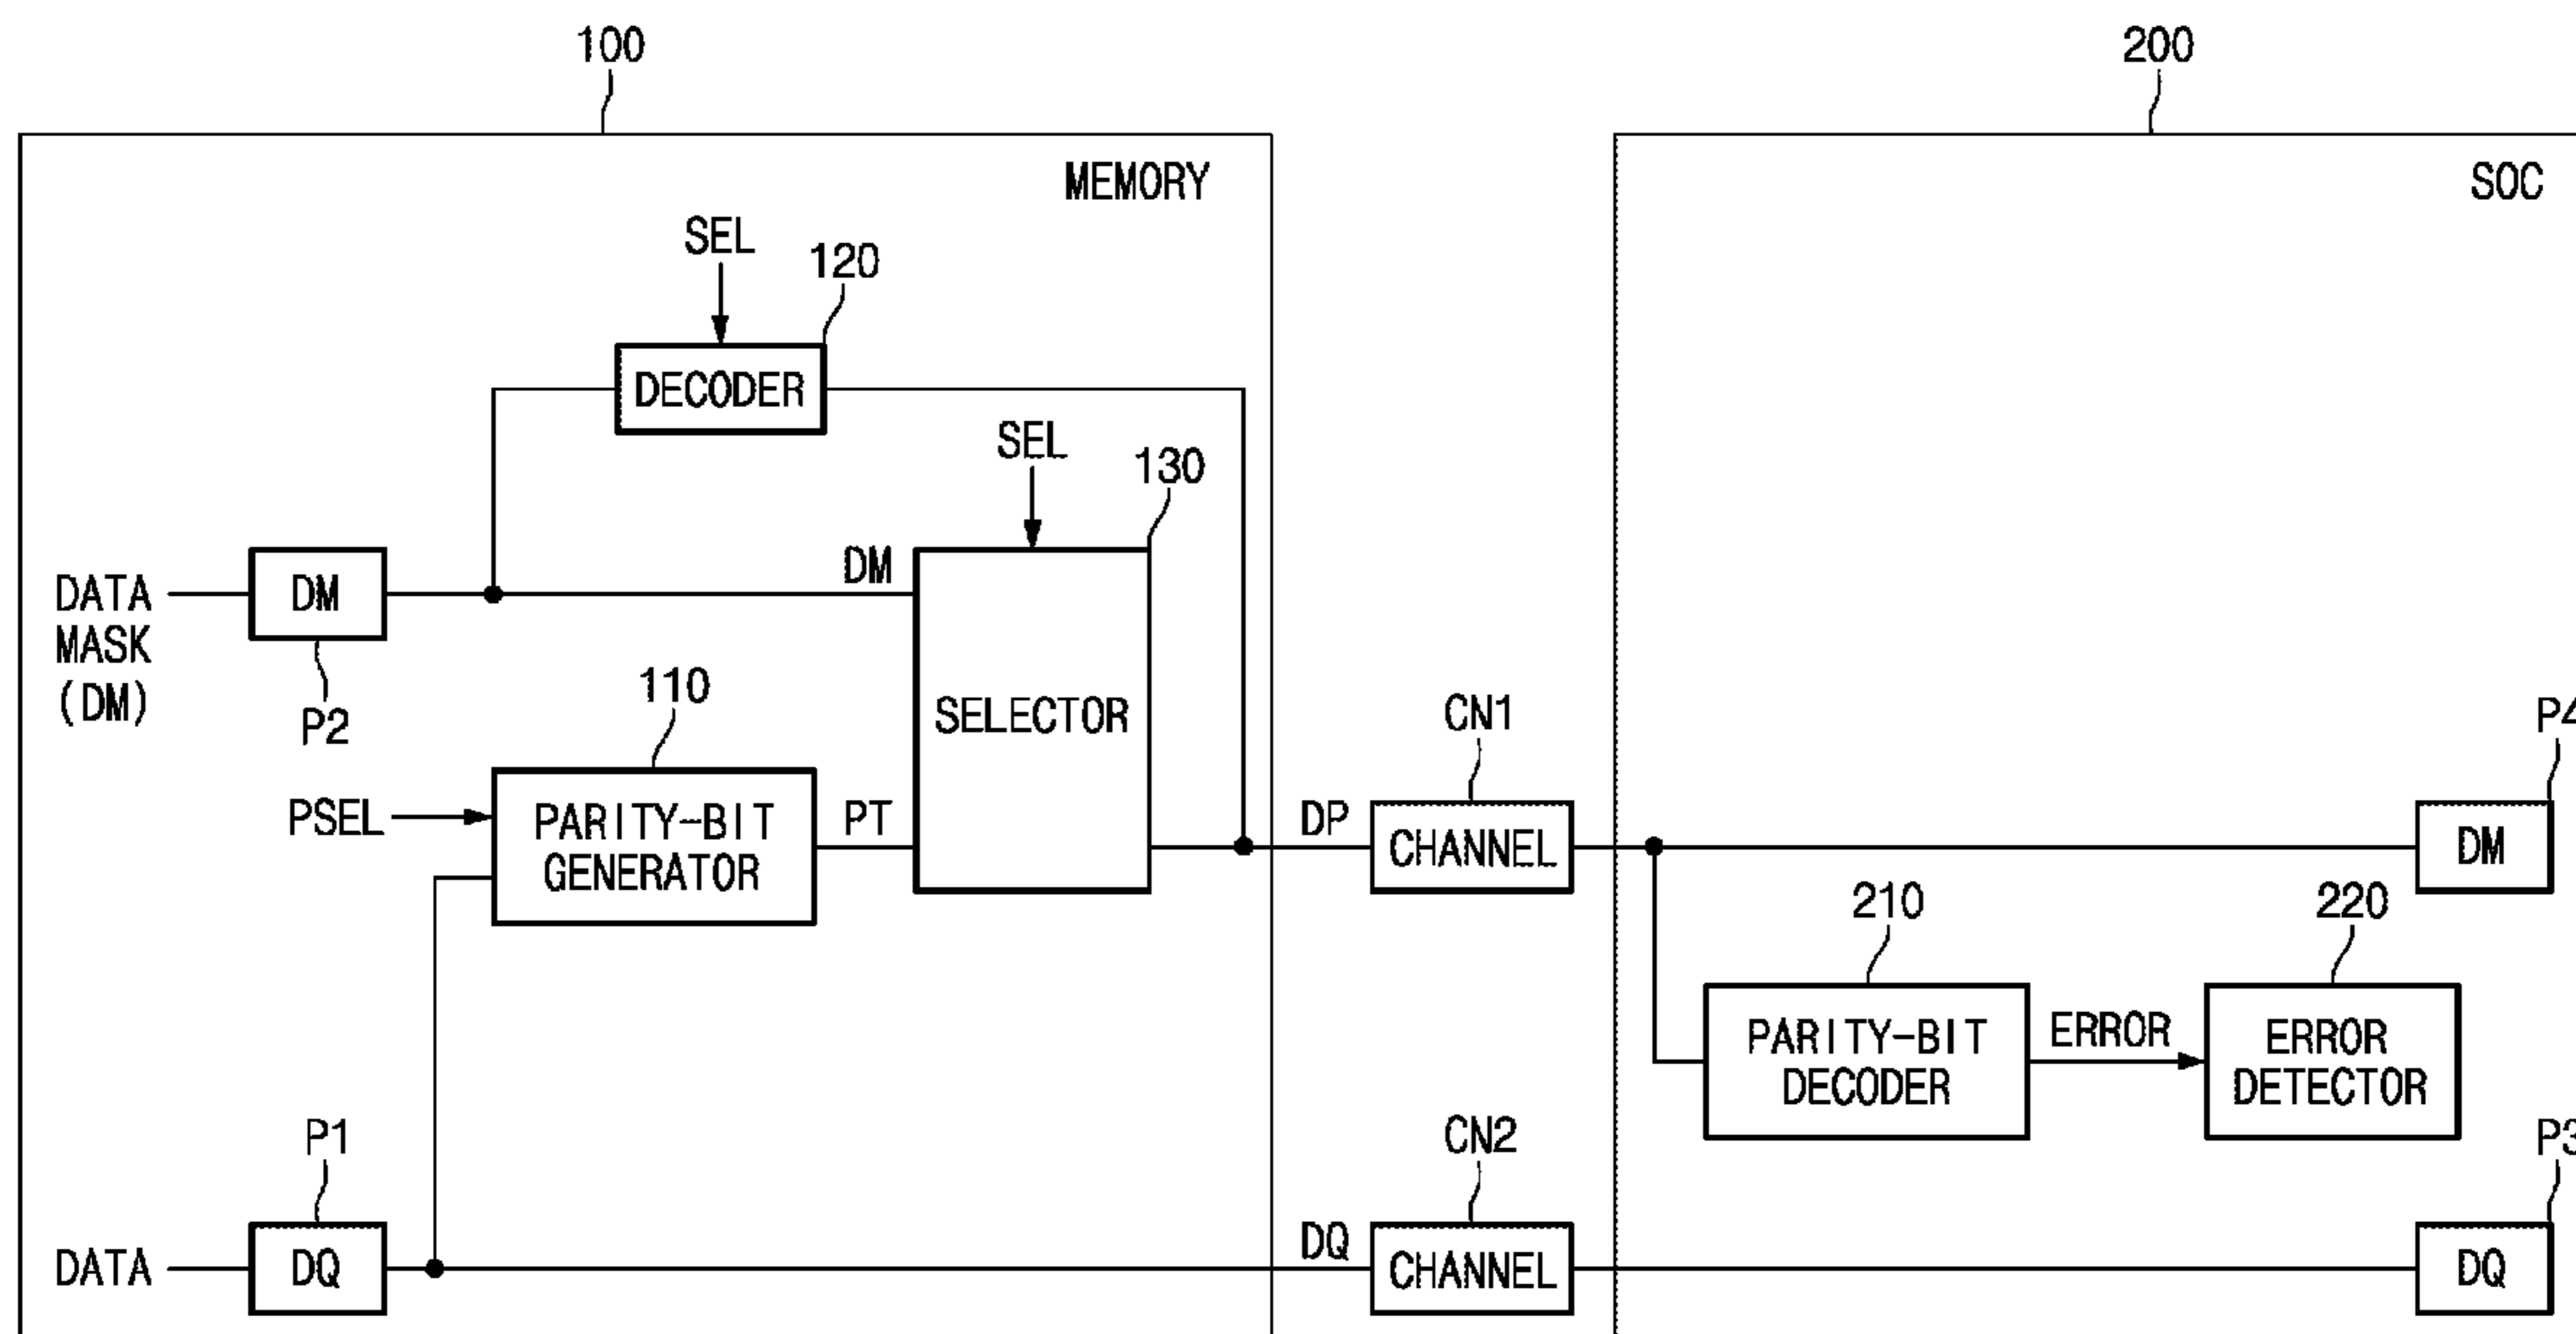 100
200
MEMORY
SOC
SEL
120
DECODER
SEL
130
DM
DATA
MASK
(DM)
DM
P2
110
SELECTOR
CN1
P4
PSEL
PARITY-BIT
GENERATOR
PT
DP
CHANNEL
DM
210
220
PARITY-BIT
DECODER
ERROR
ERROR
DETECTOR
P1
CN2
P3
DATA
DQ
DQ
CHANNEL
DQ